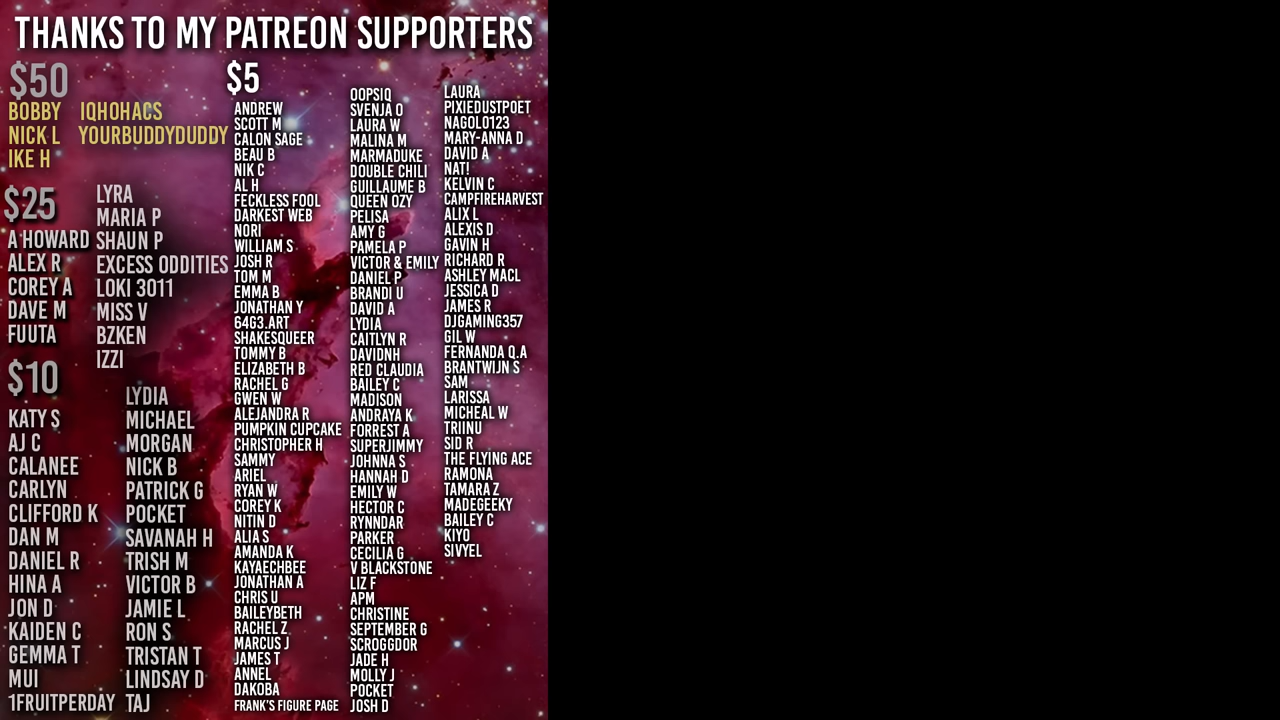 THANKS TO MY PATREON SUPPORTERS
$50
BOBBY
NICK L
IKE H
IQHOHACS
YOURBUDDYDUDDY
$25
A HOWARD
ALEX R
COREY A
DAVE M
FUUTA
LYRA
MARIA P
SHAUN P
EXCESS ODDITIES
LOKI 3011
MISS V
BZKEN
IZZI
$10
KATY S
AJ C
CALANEE
CARLYN
CLIFFORD K
DAN M
DANIEL R
HINA A
JON D
KAIDEN C
GEMMA T
MUI
1FRUITPERDAY
LYDIA
MICHAEL
MORGAN
NICK B
PATRICK G
POCKET
SAVANAH H
TRISH M
VICTOR B
JAMIE L
RON S
TRISTAN T
LINDSAY D
TAJ
$5
ANDREW
SCOTT M
CALON SAGE
BEAU B
NIK C
AL H
FECKLESS FOOL
DARKEST WEB
NORI
WILLIAM S
JOSH R
TOM M
EMMA B
JONATHAN Y
64G3.ART
SHAKESQUEER
TOMMY B
ELIZABETH B
RACHEL G
GWEN W
ALEJANDRA R
PUMPKIN CUPCAKE
CHRISTOPHER H
SAMMY
ARIEL
RYAN W
COREY K
NITIN D
ALIA S
AMANDA K
KAYAECHBEE
JONATHAN A
CHRIS U
BAILEYBETH
RACHEL Z
MARCUS J
JAMES T
ANNEL
DAKOBA
FRANK'S FIGURE PAGE
OOPSIQ
SVENJA O
LAURA W
MALINA M
MARMADUKE
DOUBLE CHILI
GUILLAUME B
QUEEN OZY
PELISA
AMY G
PAMELA P
VICTOR & EMILY
DANIEL P
BRANDI U
DAVID A
LYDIA
CAITLYN R
DAVIDNH
RED CLAUDIA
BAILEY C
MADISON
ANDRAYA K
FORREST A
SUPERJIMMY
JOHNNA S
HANNAH D
EMILY W
HECTOR C
RYNNDAR
PARKER
CECILIA G
V BLACKSTONE
LIZ F
APM
CHRISTINE
SEPTEMBER G
SCROGGDOR
JADE H
MOLLY J
POCKET
JOSH D
LAURA
PIXIEDUSTPOET
NAGOLO123
MARY-ANNA D
DAVID A
NAT!
KELVIN C
CAMPFIREHARVEST
ALIX L
ALEXIS D
GAVIN H
RICHARD R
ASHLEY MACL
JESSICA D
JAMES R
DJGAMING357
GIL W
FERNANDA Q.A
BRANTWIJN S
SAM
LARISSA
MICHEAL W
TRIINU
SID R
THE FLYING ACE
RAMONA
TAMARA Z
MADEGEEKY
BAILEY C
KIYO
SIVYEL